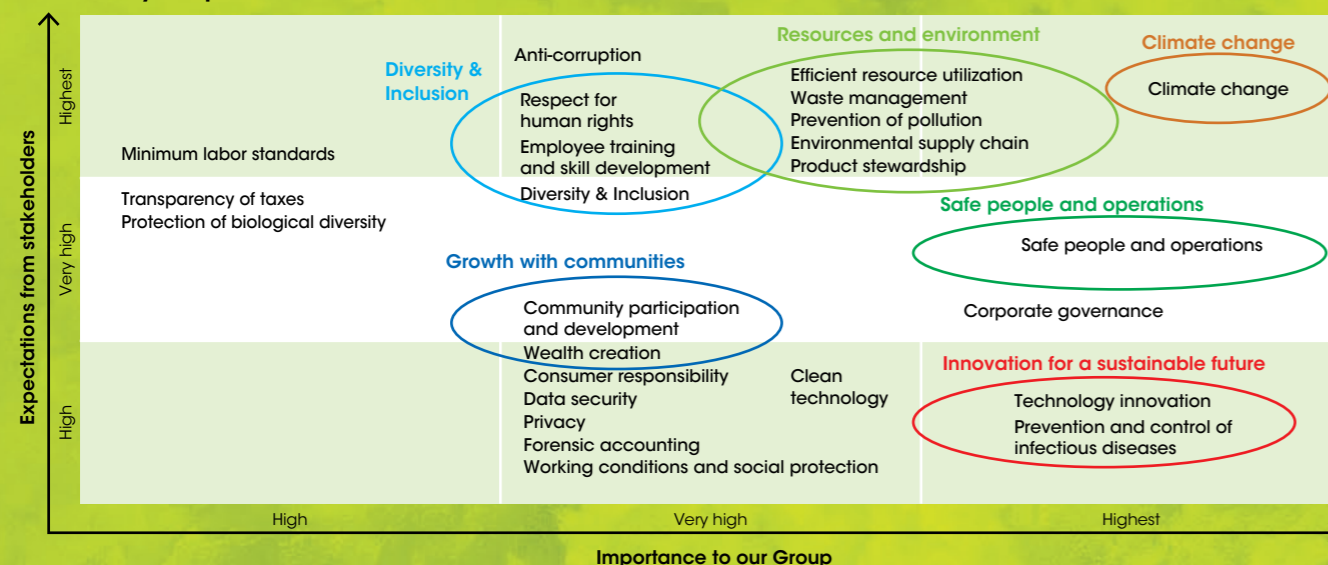 Resources and environment
Climate change
Diversity &
Inclusion
Anti-corruption
Respect for
human rights
Employee training
and skill development
Diversity & Inclusion
Efficient resource utilization
Waste management
Prevention of pollution
Environmental supply chain
Product stewardship
Climate change
Minimum labor standards
Transparency of taxes
Protection of biological diversity
Safe people and operations
Safe people and operations
Growth with communities
Community participation
and development
Wealth creation
Corporate governance
Consumer responsibility
Data security
Privacy
Forensic accounting
Working conditions and social protection
Clean
technology
Innovation for a sustainable future
Technology innovation
Prevention and control of
infectious diseases
Expectations from stakeholders
Highest
Very high
High
High
Very high
Highest
Importance to our Group